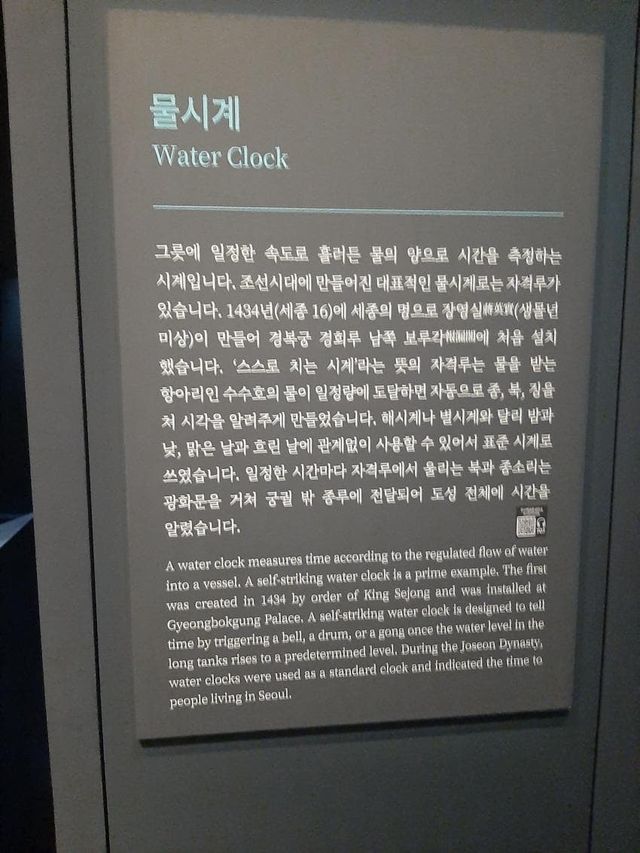 물시계
Water Clock
그릇에 일정한 속도로 흘러든 물의 양으로 시간을 측정하는
시계입니다. 조선시대에 만들어진 대표적인 물시계로는 자격루가
있습니다. 1434년(세종 16)에 세종의 명으로 장영실蔣英實(생몰년
미상)이 만들어 경복궁 경회루 남쪽 보루각에 처음 설치
했습니다. ‘스스로 치는 시계’라는 뜻의 자격루는 물을 받는
항아리인 수수호의 물이 일정량에 도달하면 자동으로 종, 북, 징을
쳐 시각을 알려주게 만들었습니다. 해시계나 별시계와 달리 밤과
낮, 맑은 날과 흐린 날에 관계없이 사용할 수 있어서 표준 시계로
쓰였습니다. 일정한 시간마다 자격루에서 울리는 북과 종소리는
광화문을 거쳐 궁궐 밖 종루에 전달되어 도성 전체에 시간을
알렸습니다.
A water clock measures time according to the regulated flow of water
into a vessel. A self-striking water clock is a prime example. The first
was created in 1434 by order of King Sejong and was installed at
Gyeongbokgung Palace. A self-striking water clock is designed to tell
time by triggering a bell, a drum, or a gong once the water level in the
long tanks rises to a predetermined level. During the Joseon Dynasty,
water clocks were used as a standard clock and indicated the time to
people living in Seoul.